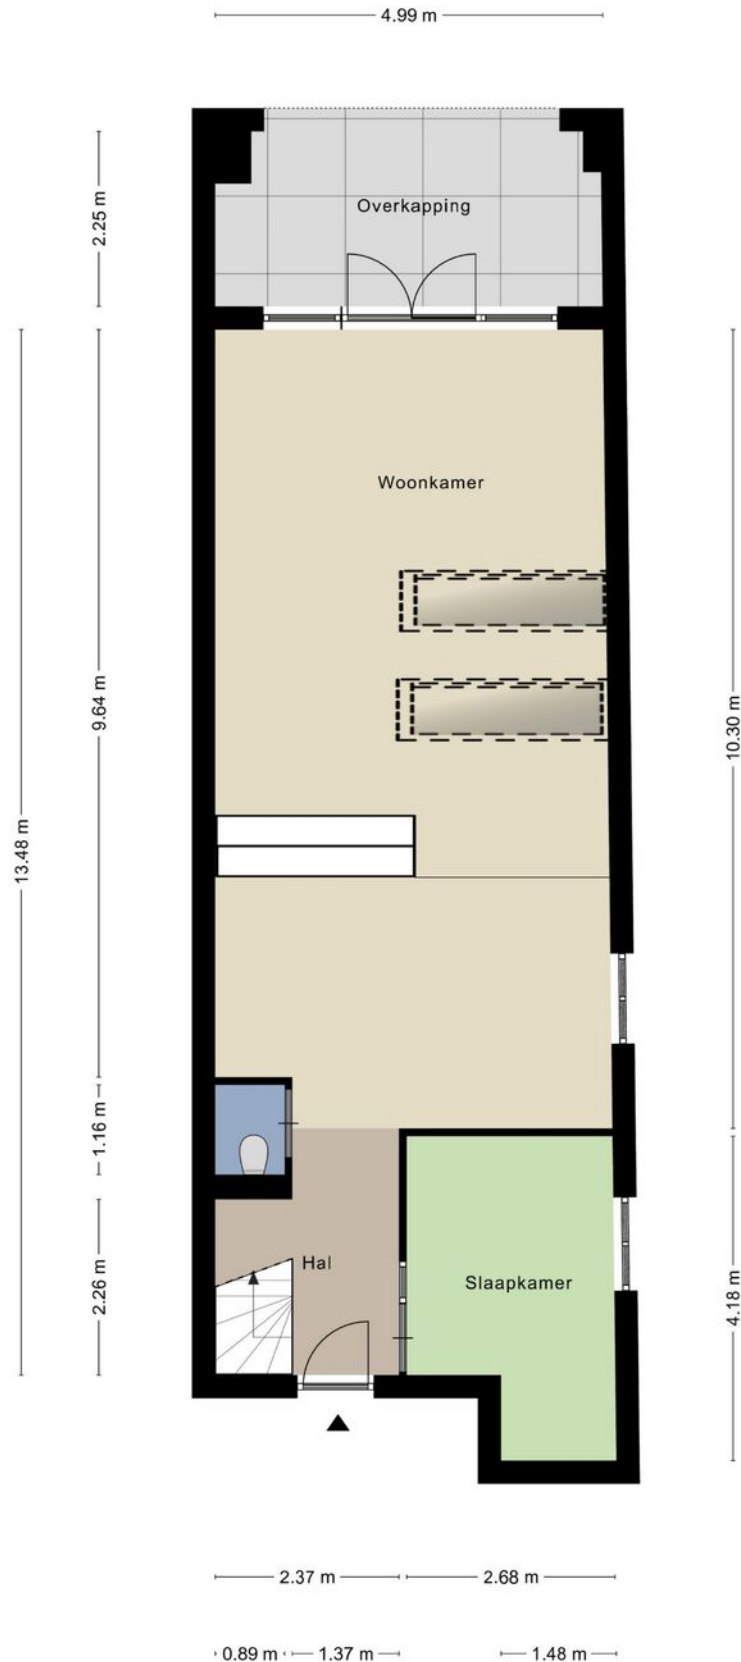 4.99 m
2.25 m
Overkapping
Woonkamer
9.64 m
10.30 m
13.48 m
1.16 m
2.26 m
Hal
Slaapkamer
4.18 m
2.37 m
2.68 m
0.89 m
1.37 m
1.48 m